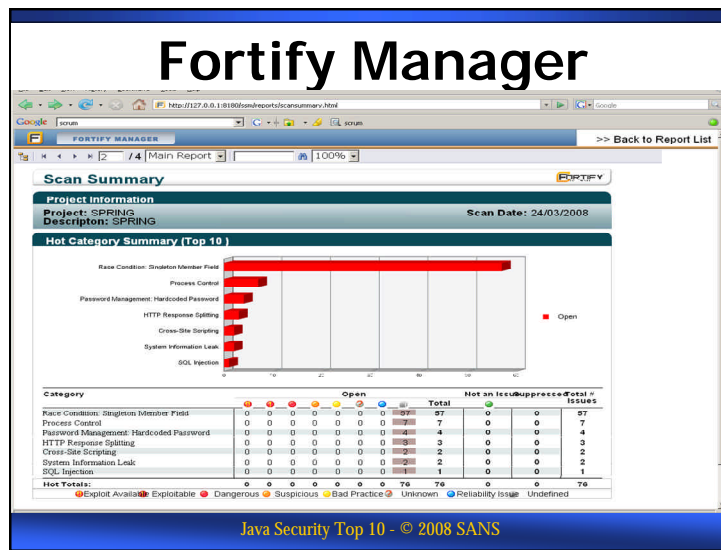 Fortify Manager
http://127.0.0.1:8180/ssm/reports/scansummary.html
Google
Google scrum
scrum
F FORTIFY MANAGER
>> Back to Report List
2 / 4 Main Report
100%
Scan Summary
FORTIFY
Project Information
Project: SPRING
Scan Date: 24/03/2008
Descripton: SPRING
Hot Category Summary (Top 10 )
Race Condition: Singleton Member Field
Process Control
Password Management: Hardcoded Password
HTTP Response Splitting
Cross-Site Scripting
System Information Leak
SQL Injection
Open
0 10 20 30 40 50 60
Category Open Not an Issue Suppressed Total # Issues
Total
Race Condition: Singleton Member Field 0 0 0 0 0 0 0 57 57 0 0 57
Process Control 0 0 0 0 0 0 0 7 7 0 0 7
Password Management: Hardcoded Password 0 0 0 0 0 0 0 4 4 0 0 4
HTTP Response Splitting 0 0 0 0 0 0 0 3 3 0 0 3
Cross-Site Scripting 0 0 0 0 0 0 0 2 2 0 0 2
System Information Leak 0 0 0 0 0 0 0 2 2 0 0 2
SQL Injection 0 0 0 0 0 0 0 1 1 0 0 1
Hot Totals: 0 0 0 0 0 0 0 76 76 0 0 76
Exploit Available Exploitable Dangerous Suspicious Bad Practice Unknown Reliability Issue Undefined
Java Security Top 10 - © 2008 SANS